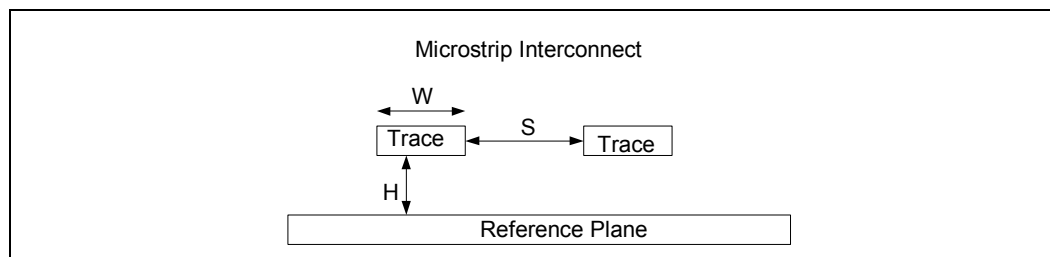 Microstrip Interconnect
W
S
Trace
Trace
H
Reference Plane